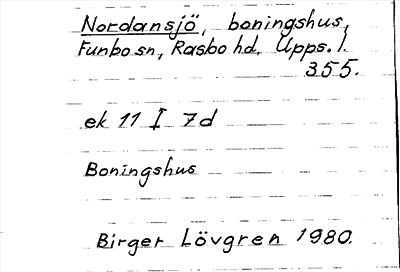 Nordansjö, boningshus,
Funbo sn, Rasbo hd. Upps. l.
355.
ek 11 I 7d
Boningshus
Birger Lövgren 1980.